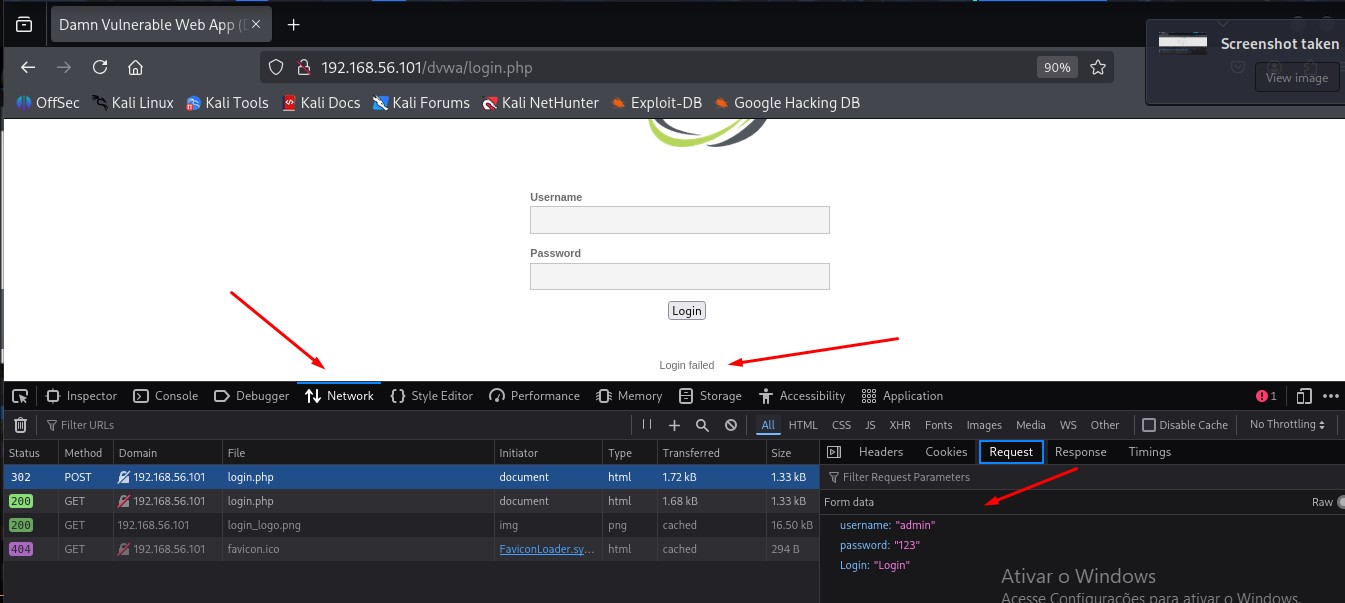 Damn Vulnerable Web App (D
Screenshot taken
View image
192.168.56.101/dvwa/login.php
90%
OffSec Kali Linux Kali Tools Kali Docs Kali Forums Kali NetHunter Exploit-DB Google Hacking DB
Username
Password
Login
Login failed
Inspector Console Debugger Network Style Editor Performance Memory Storage Accessibility Application 1
Filter URLs All HTML CSS JS XHR Fonts Images Media WS Other Disable Cache No Throttling
Status Method Domain File Initiator Type Transferred Size
302 POST 192.168.56.101 login.php document html 1.72 kB 1.33 kB
200 GET 192.168.56.101 login.php document html 1.68 kB 1.33 kB
200 GET 192.168.56.101 login_logo.png img png cached 16.50 kB
404 GET 192.168.56.101 favicon.ico FaviconLoader.sy... html cached 294 B
Headers Cookies Request Response Timings
Filter Request Parameters
Form data Raw
username: "admin"
password: "123"
Login: "Login"
Ativar o Windows
Acesse Configurações para ativar o Windows.